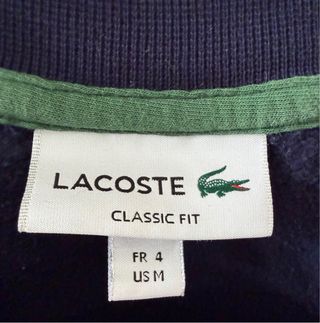 LACOSTE
CLASSIC FIT
FR 4
US M